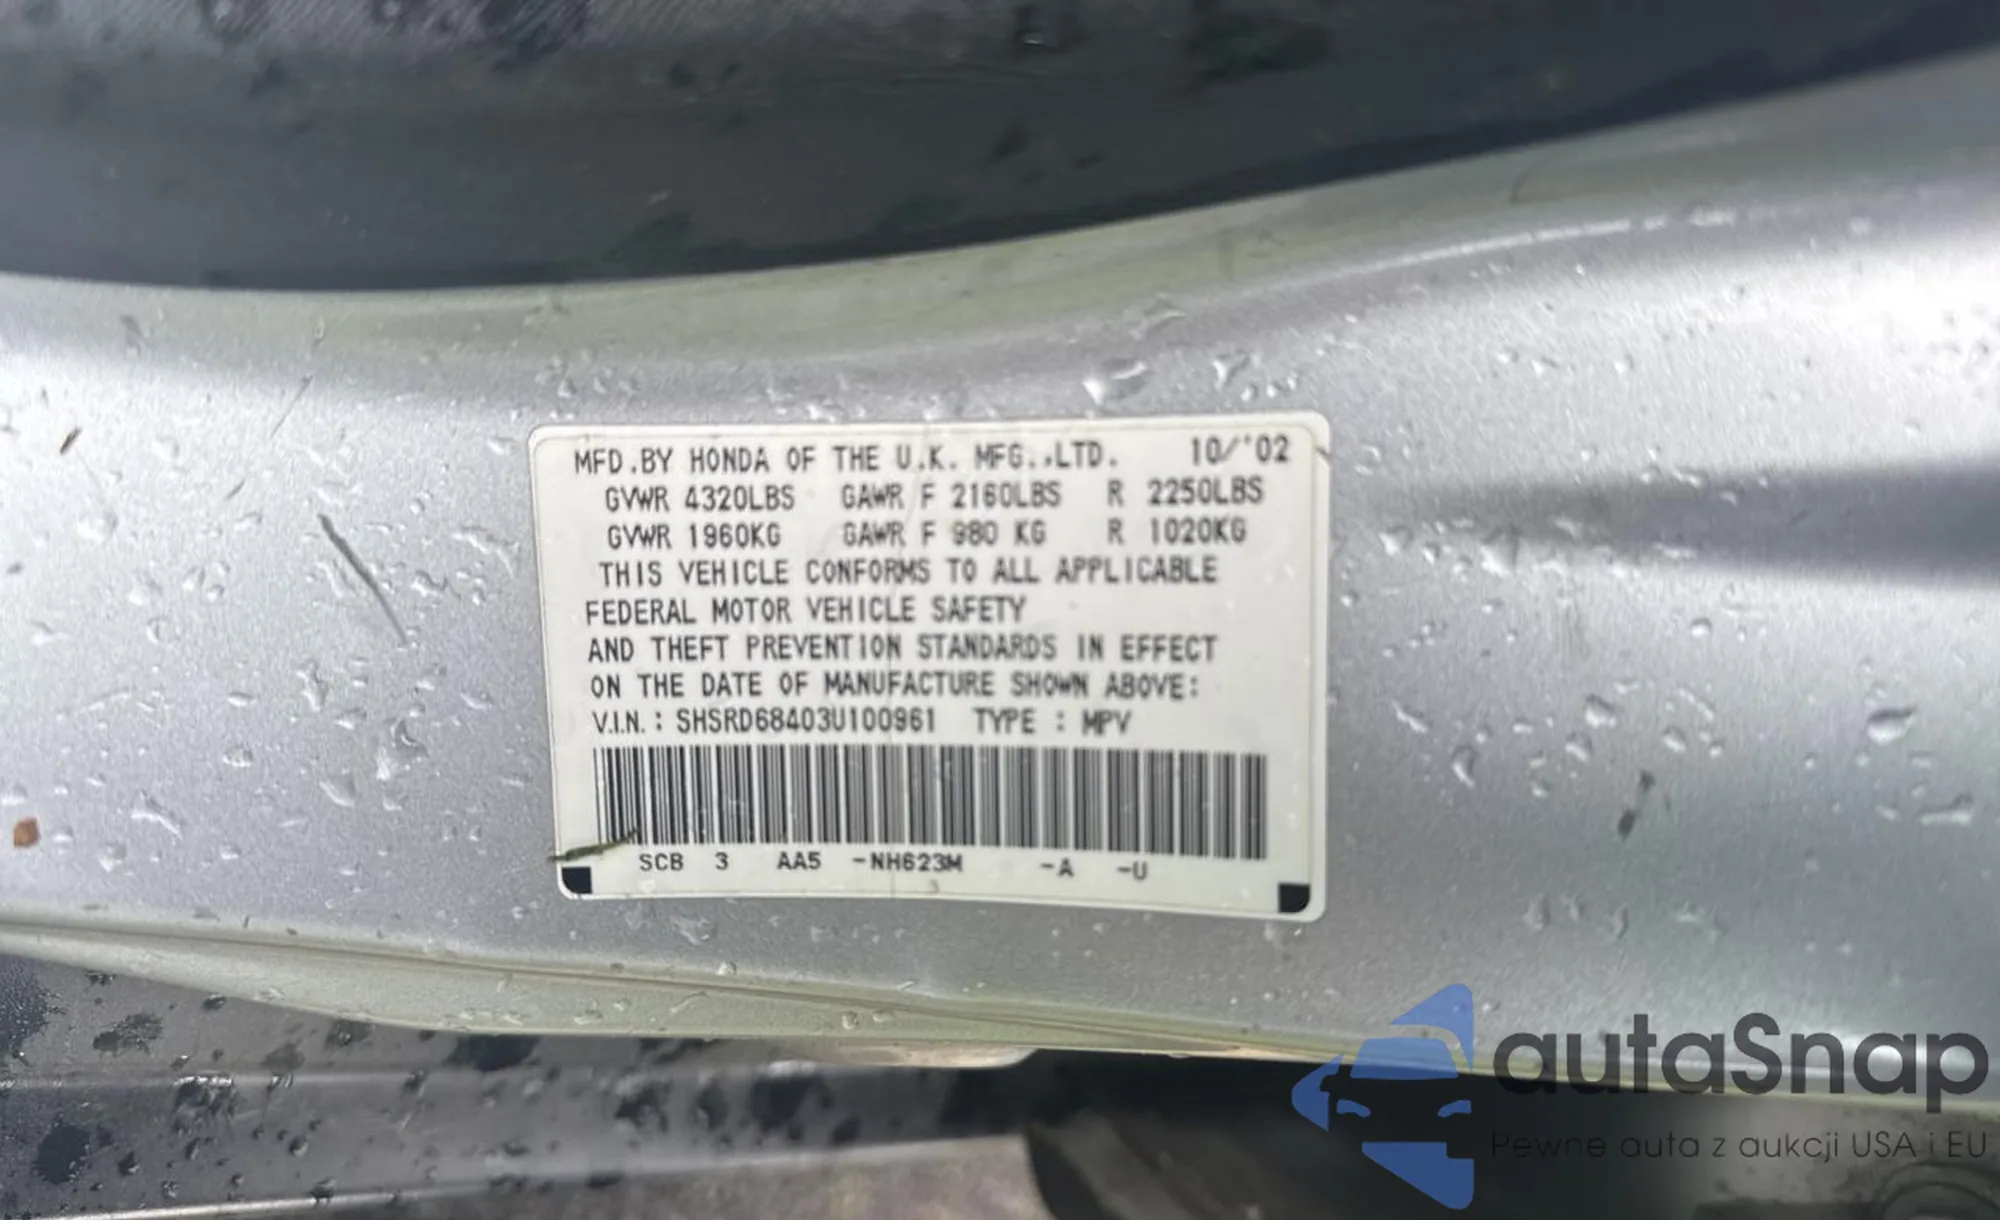 MFD.BY HONDA OF THE U.K. MFG.,LTD. 10/'02
GVWR 4320LBS GAWR F 2160LBS R 2250LBS
GVWR 1960KG GAWR F 980 KG R 1020KG
THIS VEHICLE CONFORMS TO ALL APPLICABLE
FEDERAL MOTOR VEHICLE SAFETY
AND THEFT PREVENTION STANDARDS IN EFFECT
ON THE DATE OF MANUFACTURE SHOWN ABOVE:
V.I.N.: SHSRD68403U100961 TYPE : MPV
SCB 3 AA5 -NH623M -A -U
autaSnap
Pewne auta z aukcji USA i EU